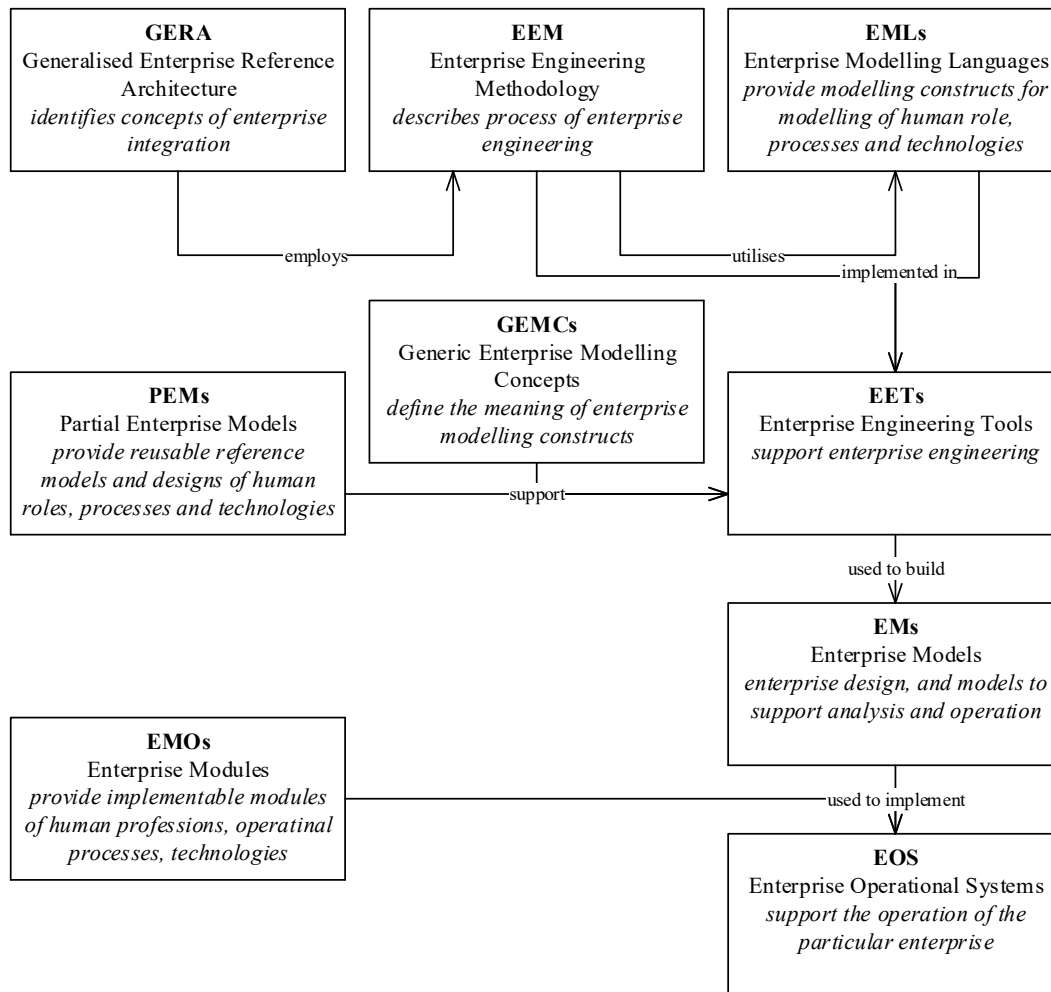 GERA
Generalised Enterprise Reference
Architecture
identifies concepts of enterprise
integration
EEM
Enterprise Engineering
Methodology
describes process of enterprise
engineering
EMLs
Enterprise Modelling Languages
provide modelling constructs for
modelling of human role,
processes and technologies
employs
utilises
implemented in
GEMCs
Generic Enterprise Modelling
Concepts
define the meaning of enterprise
modelling constructs
PEMs
Partial Enterprise Models
provide reusable reference
models and designs of human
roles, processes and technologies
EETs
Enterprise Engineering Tools
support enterprise engineering
support
used to build
EMs
Enterprise Models
enterprise design, and models to
support analysis and operation
EMOs
Enterprise Modules
provide implementable modules
of human professions, operatinal
processes, technologies
used to implement
EOS
Enterprise Operational Systems
support the operation of the
particular enterprise